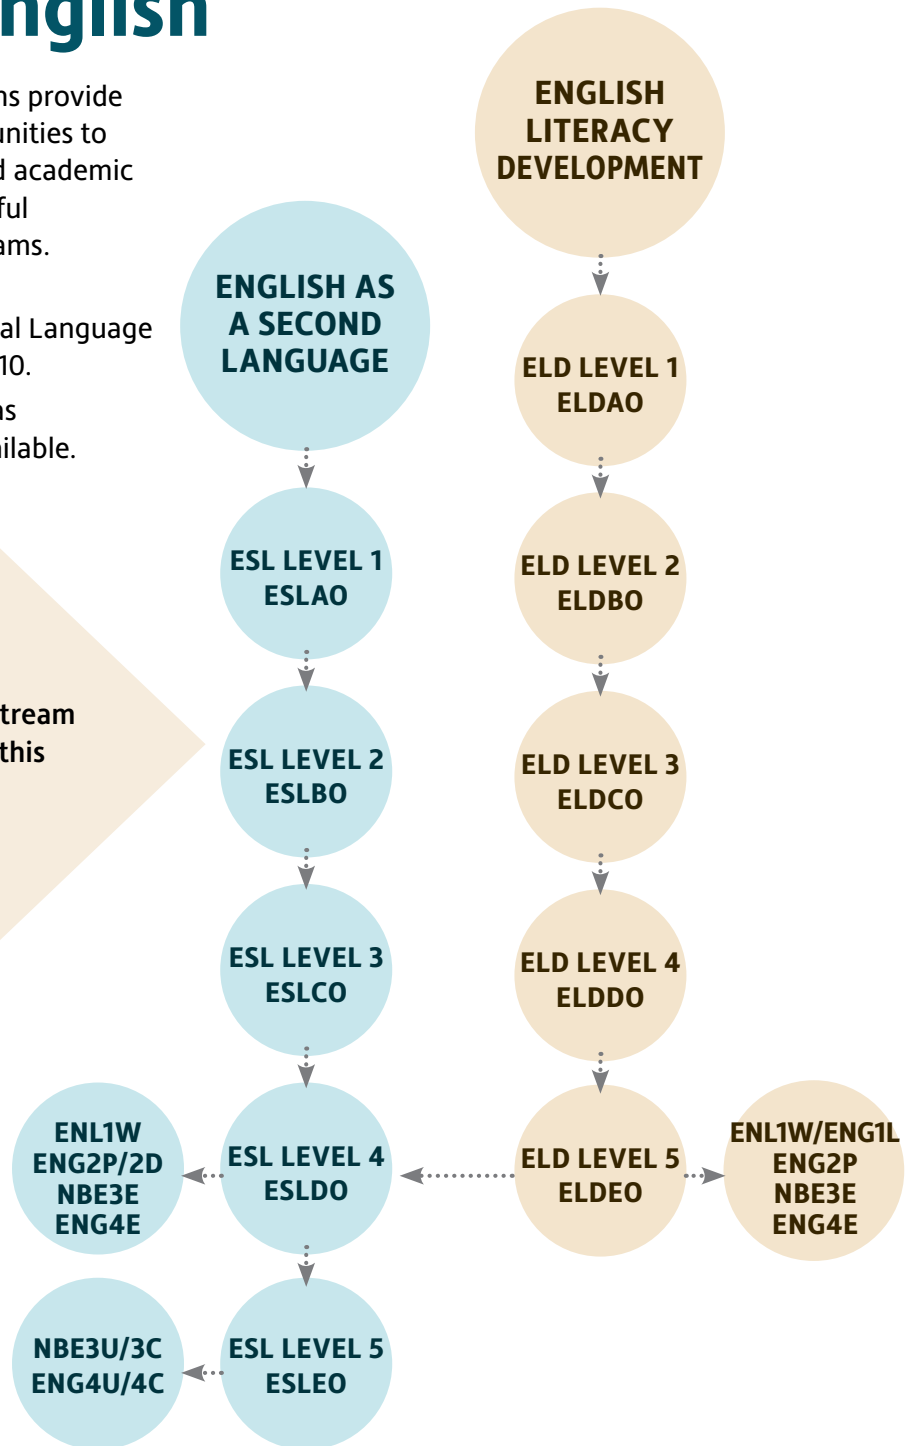 nglish
ns provide
unities to
d academic
ful
ams.
al Language
10.
ns
ailable.
tream
this
ENGLISH AS
A SECOND
LANGUAGE
ESL LEVEL 1
ESLAO
ESL LEVEL 2
ESLBO
ESL LEVEL 3
ESLCO
ESL LEVEL 4
ESLDO
ENL1W
ENG2P/2D
NBE3E
ENG4E
ESL LEVEL 5
ESLEO
NBE3U/3C
ENG4U/4C
ENGLISH
LITERACY
DEVELOPMENT
ELD LEVEL 1
ELDAO
ELD LEVEL 2
ELDBO
ELD LEVEL 3
ELDCO
ELD LEVEL 4
ELDDO
ELD LEVEL 5
ELDEO
ENL1W/ENG1L
ENG2P
NBE3E
ENG4E